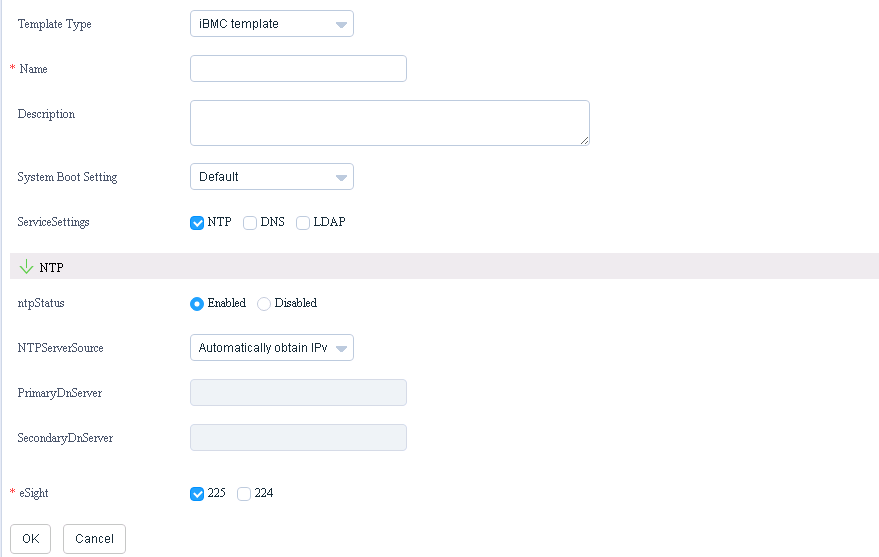 Template Type iBMC template
* Name
Description
System Boot Setting Default
ServiceSettings NTP DNS LDAP
NTP
ntpStatus Enabled Disabled
NTPServerSource Automatically obtain IPv
PrimaryDnServer
SecondaryDnServer
* eSight 225 224
OK Cancel